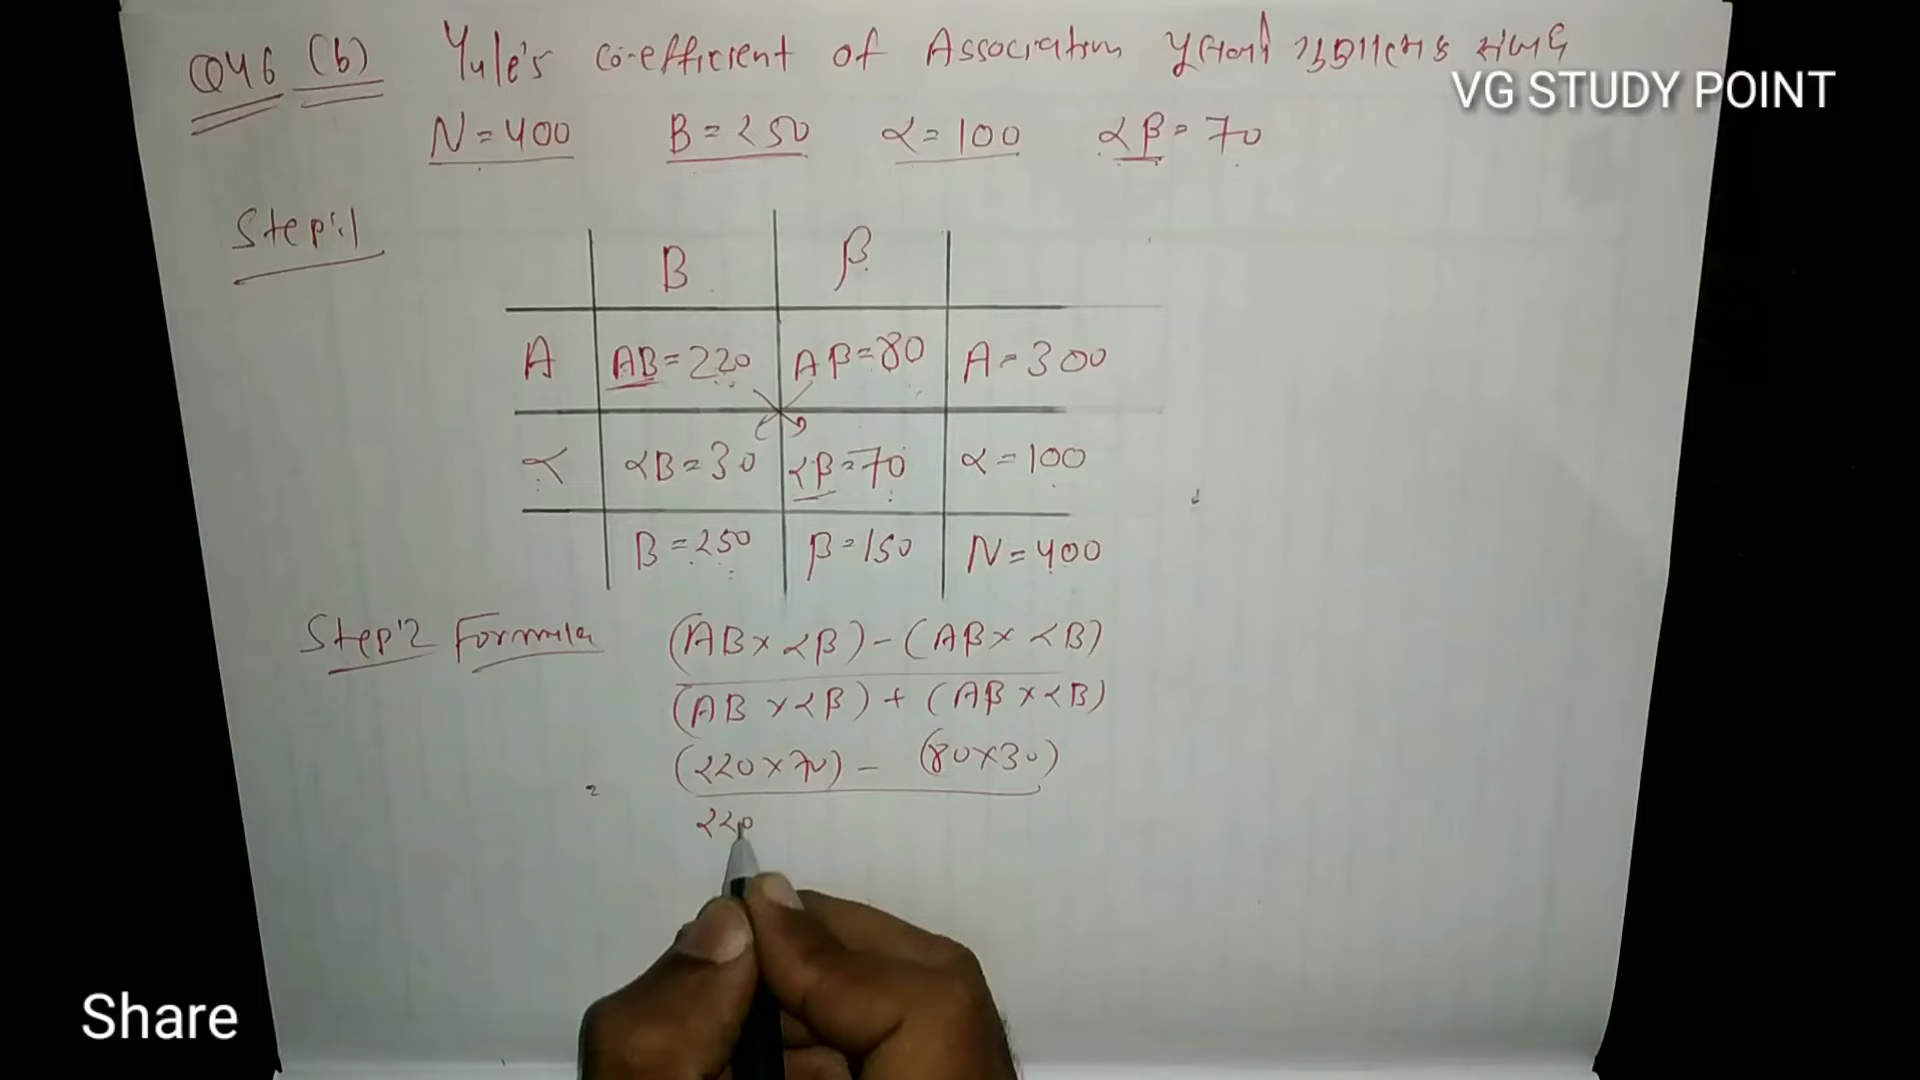 Q46 (b) Yule's co-efficient of Association
VG STUDY POINT
N = 400 B = 250 α = 100 αβ = 70
Step:1
B β
A AB = 220 Aβ = 80 A = 300
α αB = 30 αβ = 70 α = 100
B = 250 β = 150 N = 400
Step:2 Formula (AB × αβ) - (Aβ × αB)
(AB × αβ) + (Aβ × αB)
= (220 × 70) - (80 × 30)
220
Share